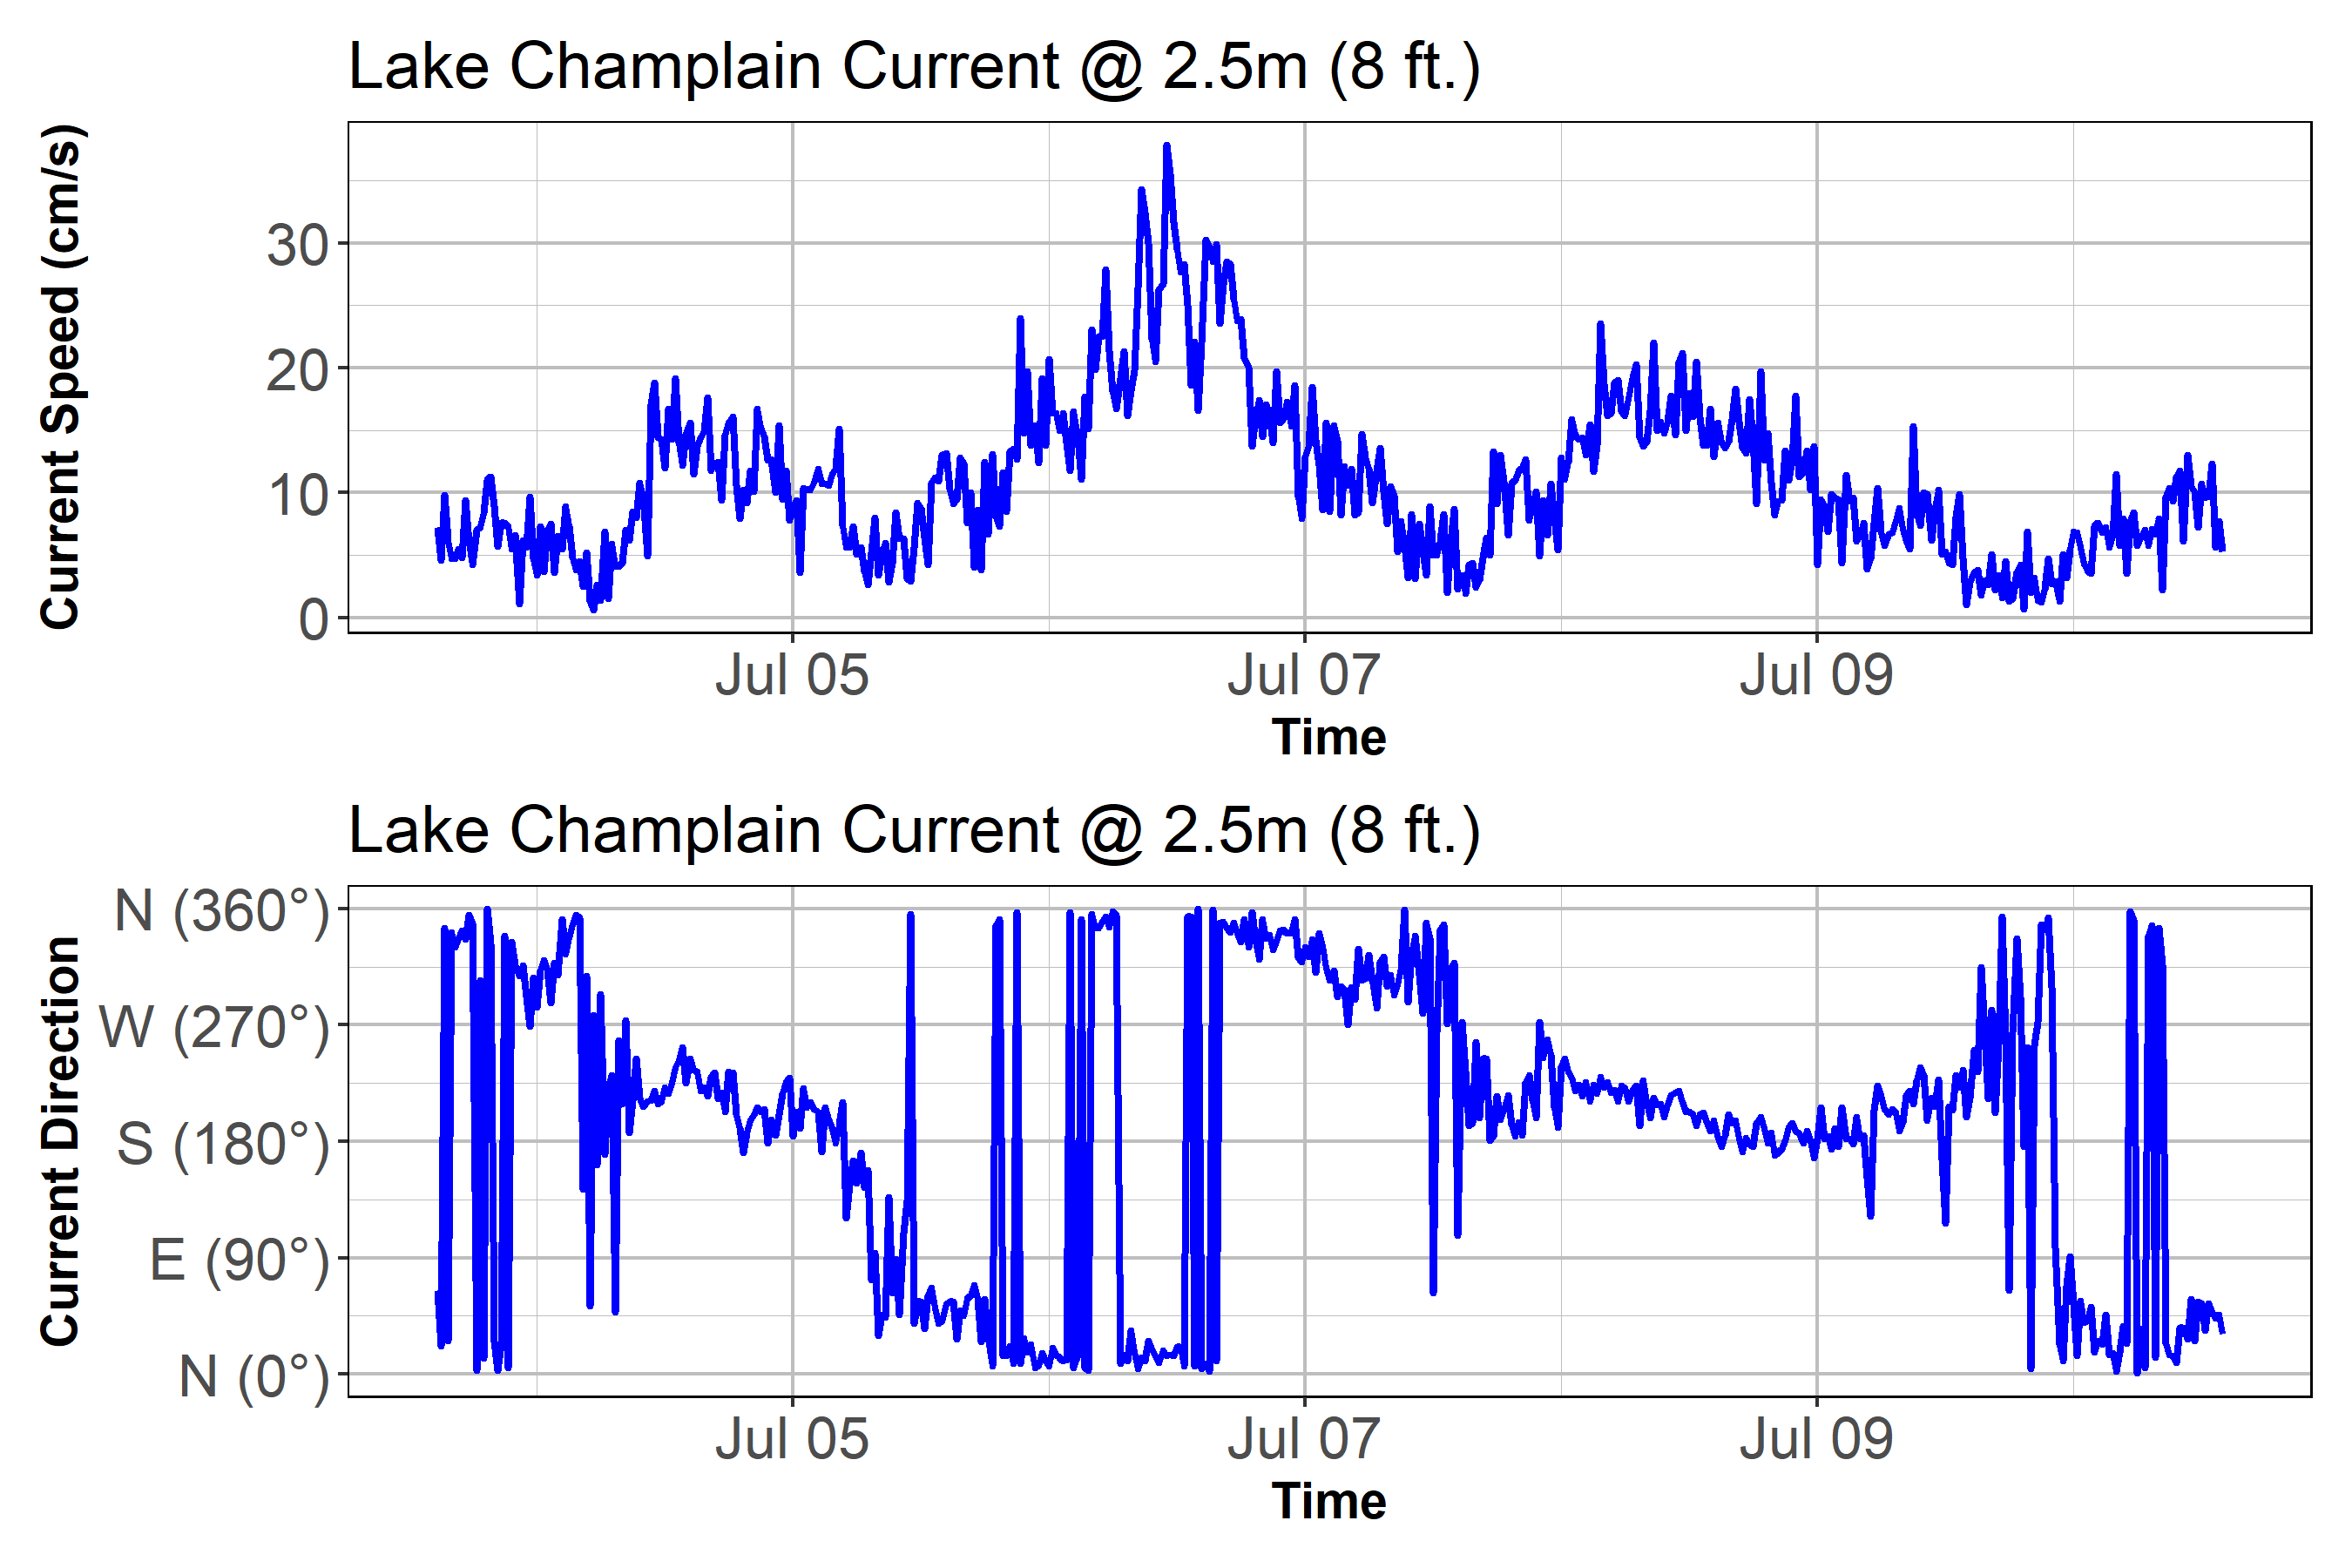 Lake Champlain Current @ 2.5m (8 ft.)
Current Speed (cm/s)
30
20
10
0
Jul 05 Jul 07 Jul 09
Time
Lake Champlain Current @ 2.5m (8 ft.)
Current Direction
N (360°)
W (270°)
S (180°)
E (90°)
N (0°)
Jul 05 Jul 07 Jul 09
Time